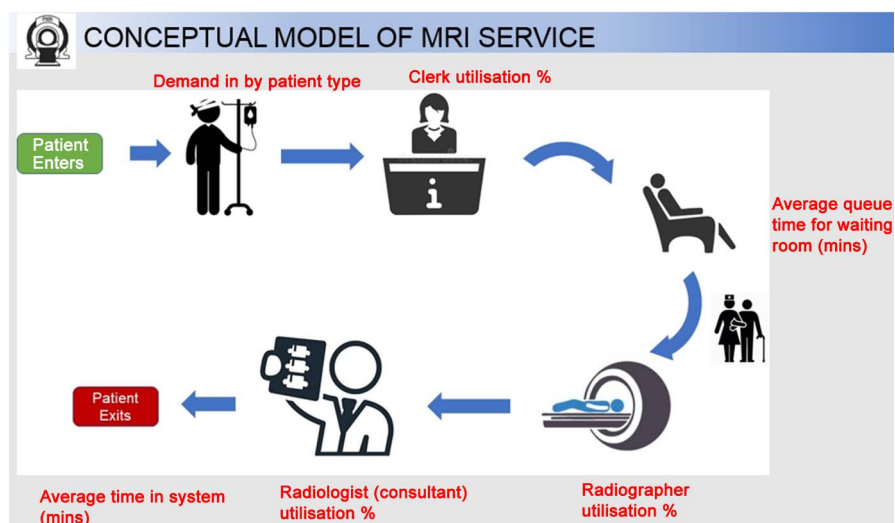 CONCEPTUAL MODEL OF MRI SERVICE
Demand in by patient type
Clerk utilisation %
Patient
Enters
i
Average queue
time for waiting
room (mins)
Patient
Exits
Average time in system
(mins)
Radiologist (consultant)
utilisation %
Radiographer
utilisation %